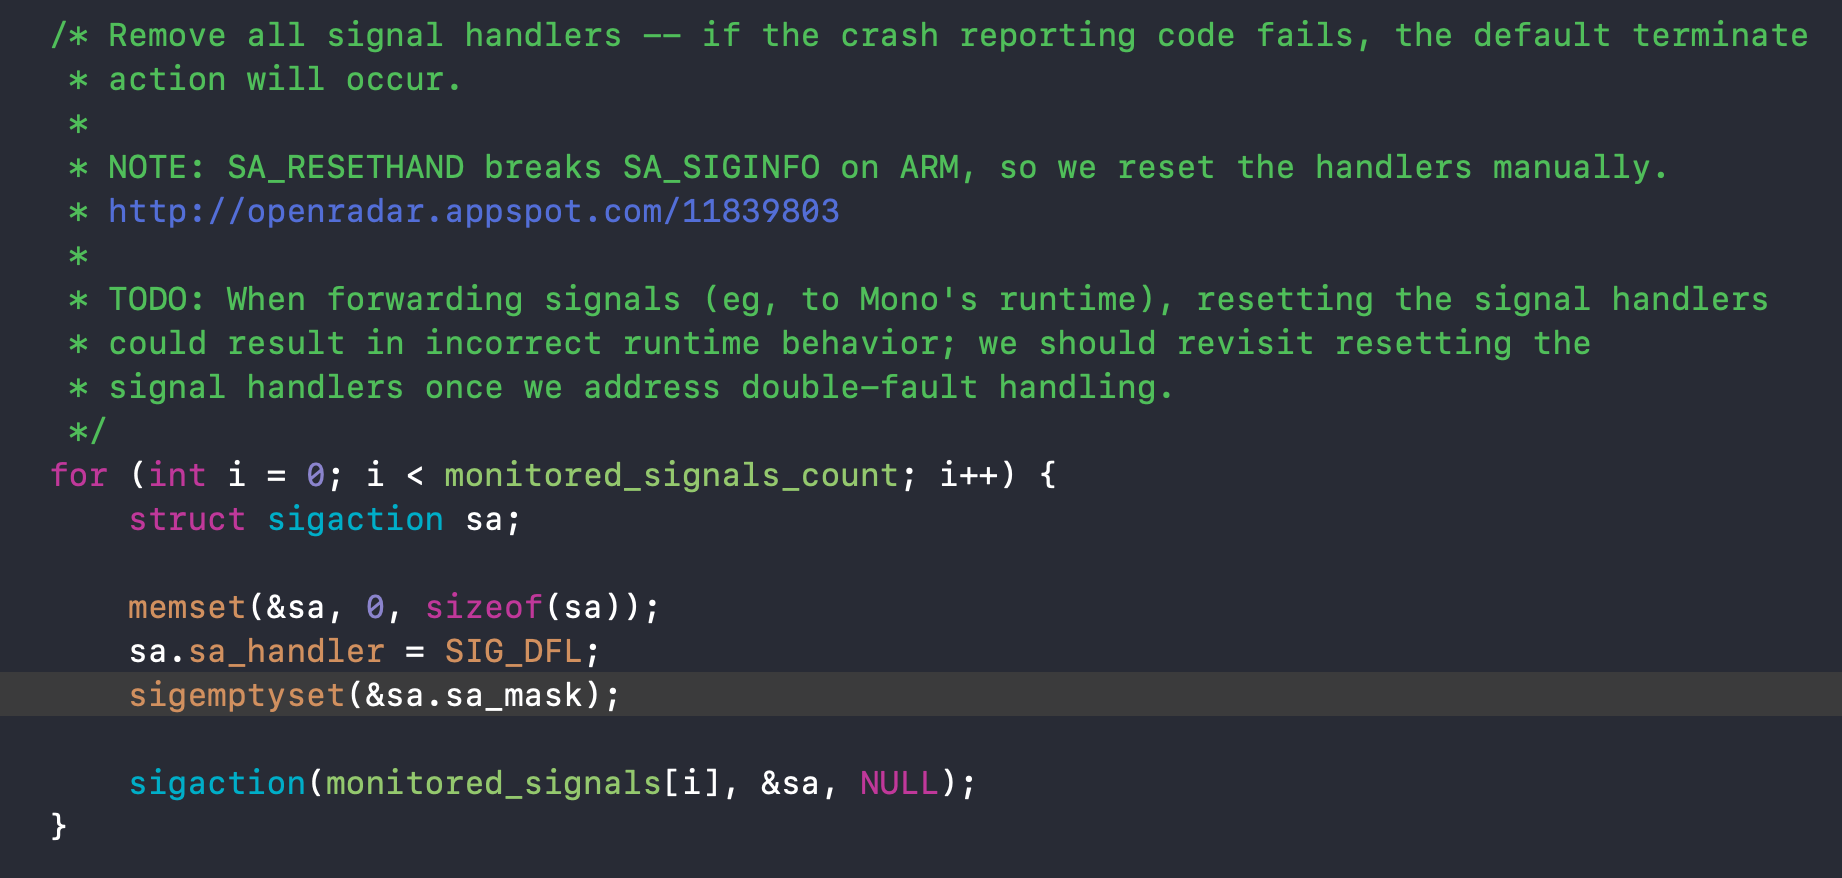 /* Remove all signal handlers -- if the crash reporting code fails, the default terminate
 * action will occur.
 *
 * NOTE: SA_RESETHAND breaks SA_SIGINFO on ARM, so we reset the handlers manually.
 * http://openradar.appspot.com/11839803
 *
 * TODO: When forwarding signals (eg, to Mono's runtime), resetting the signal handlers
 * could result in incorrect runtime behavior; we should revisit resetting the
 * signal handlers once we address double-fault handling.
 */
for (int i = 0; i < monitored_signals_count; i++) {
    struct sigaction sa;

    memset(&sa, 0, sizeof(sa));
    sa.sa_handler = SIG_DFL;
    sigemptyset(&sa.sa_mask);

    sigaction(monitored_signals[i], &sa, NULL);
}